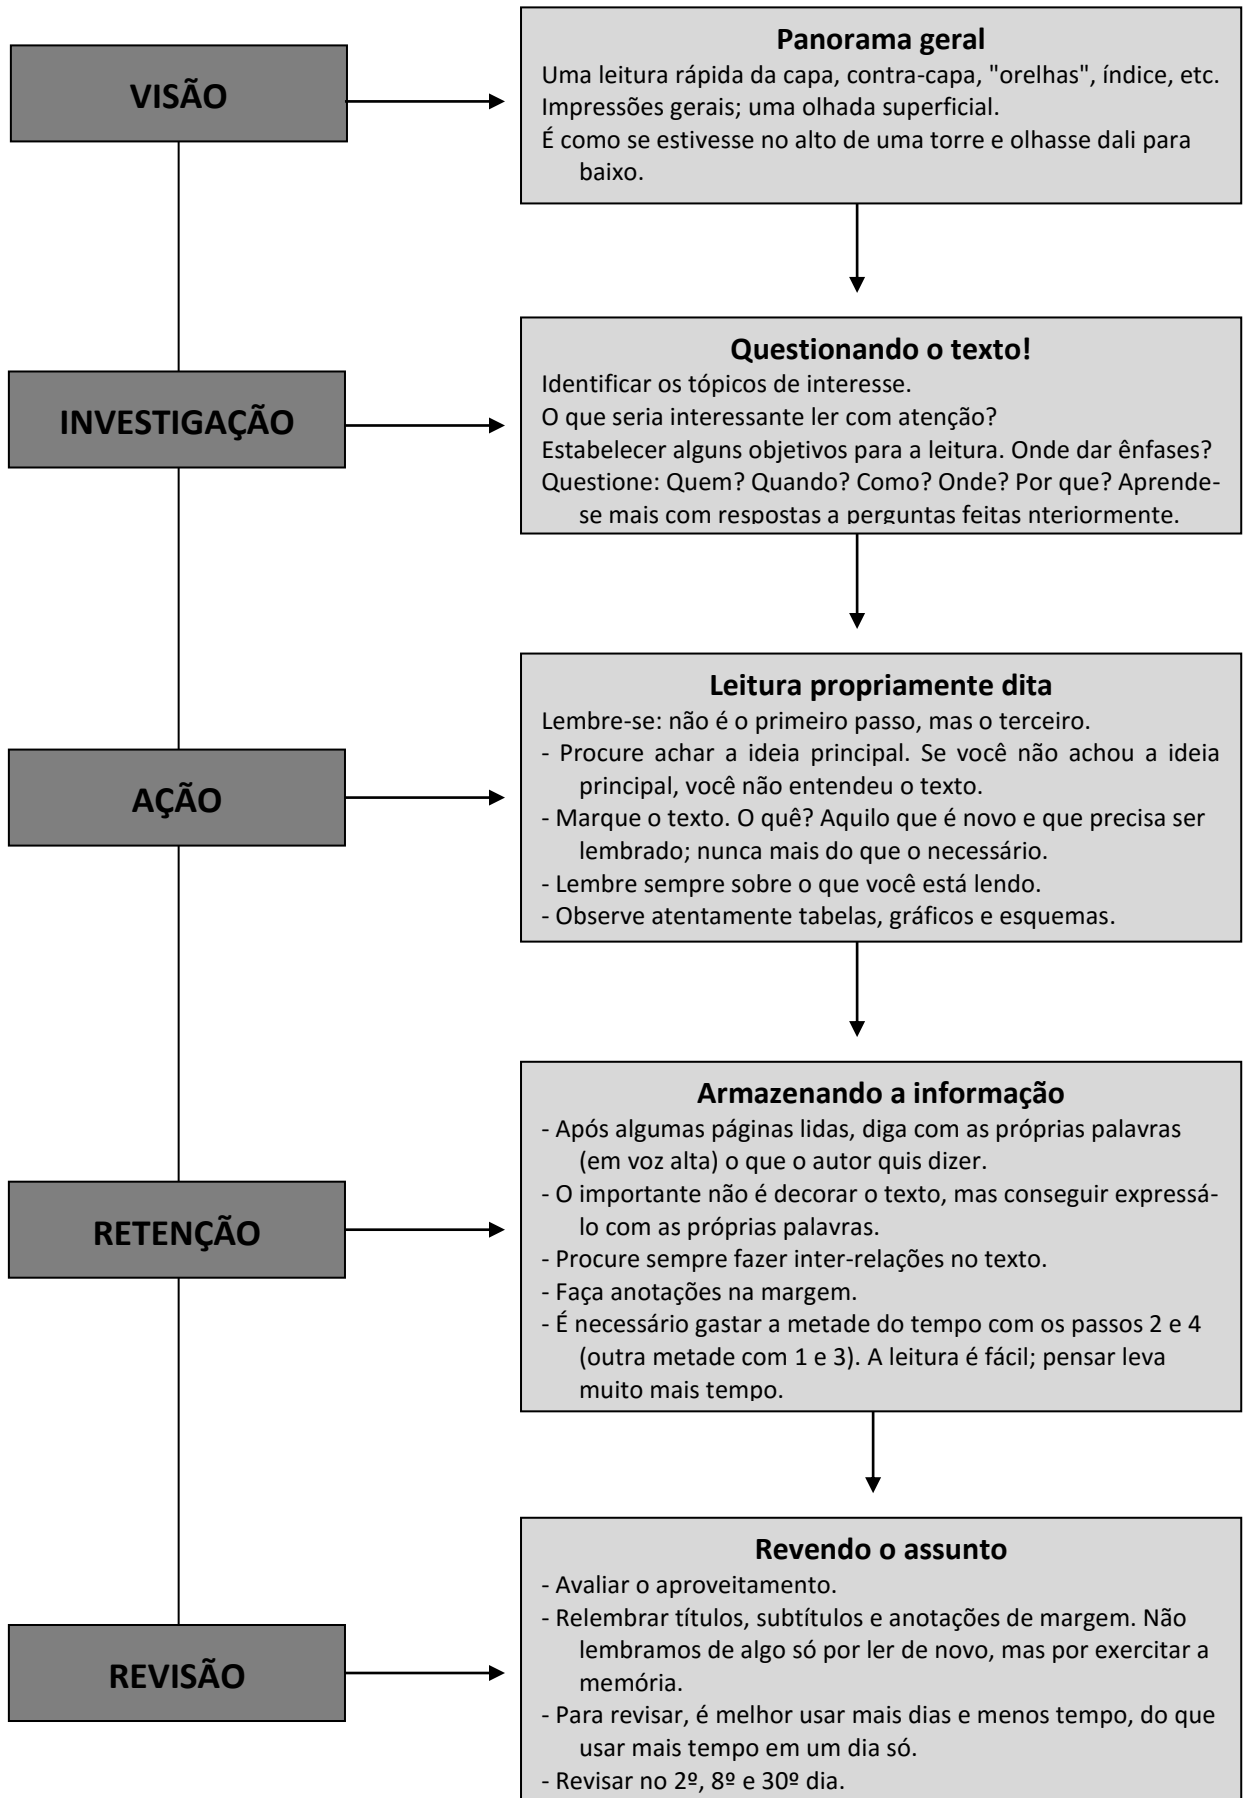 VISÃO
Panorama geral
Uma leitura rápida da capa, contra-capa, "orelhas", índice, etc.
Impressões gerais; uma olhada superficial.
É como se estivesse no alto de uma torre e olhasse dali para
baixo.
INVESTIGAÇÃO
Questionando o texto!
Identificar os tópicos de interesse.
O que seria interessante ler com atenção?
Estabelecer alguns objetivos para a leitura. Onde dar ênfases?
Questione: Quem? Quando? Como? Onde? Por que? Aprende-
se mais com respostas a perguntas feitas nteriormente.
AÇÃO
Leitura propriamente dita
Lembre-se: não é o primeiro passo, mas o terceiro.
- Procure achar a ideia principal. Se você não achou a ideia
principal, você não entendeu o texto.
- Marque o texto. O quê? Aquilo que é novo e que precisa ser
lembrado; nunca mais do que o necessário.
- Lembre sempre sobre o que você está lendo.
- Observe atentamente tabelas, gráficos e esquemas.
RETENÇÃO
Armazenando a informação
- Após algumas páginas lidas, diga com as próprias palavras
(em voz alta) o que o autor quis dizer.
- O importante não é decorar o texto, mas conseguir expressá-
lo com as próprias palavras.
- Procure sempre fazer inter-relações no texto.
- Faça anotações na margem.
- É necessário gastar a metade do tempo com os passos 2 e 4
(outra metade com 1 e 3). A leitura é fácil; pensar leva
muito mais tempo.
REVISÃO
Revendo o assunto
- Avaliar o aproveitamento.
- Relembrar títulos, subtítulos e anotações de margem. Não
lembramos de algo só por ler de novo, mas por exercitar a
memória.
- Para revisar, é melhor usar mais dias e menos tempo, do que
usar mais tempo em um dia só.
- Revisar no 2º, 8º e 30º dia.